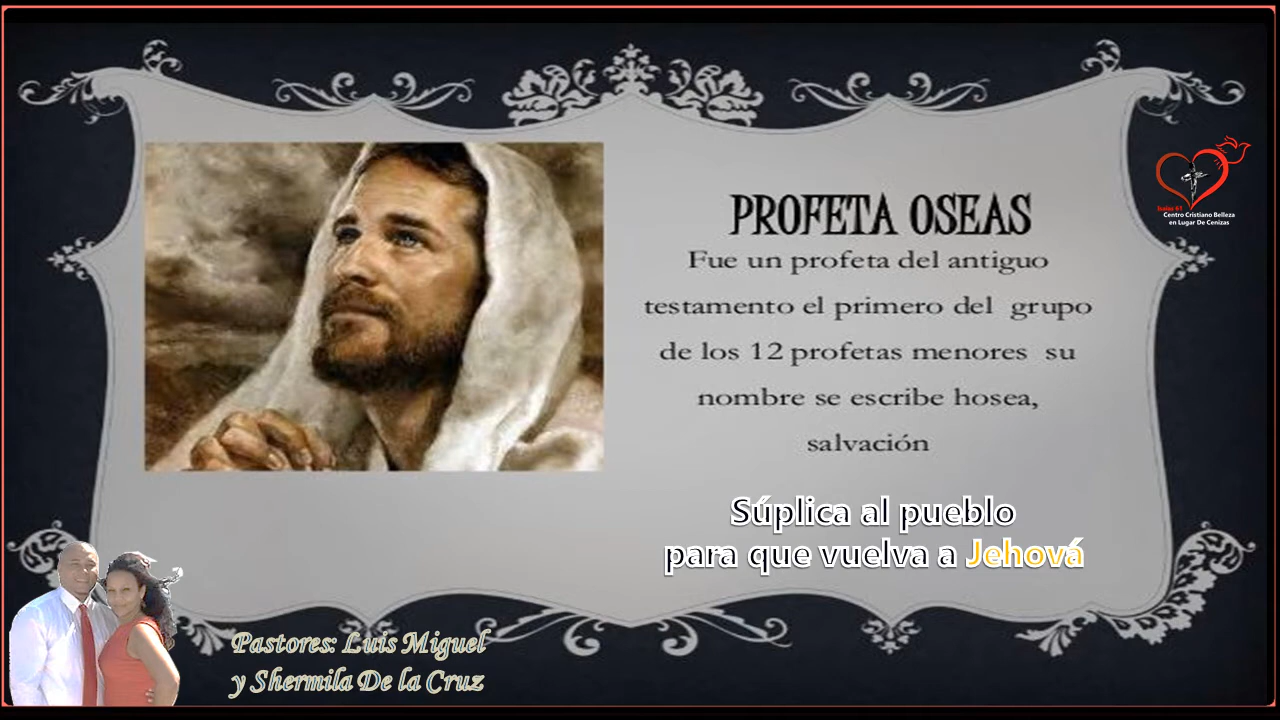 PROFETA OSEAS
Fue un profeta del antiguo
testamento el primero del grupo
de los 12 profetas menores su
nombre se escribe hosea,
salvación
Súplica al pueblo
para que vuelva a Jehová
Isaías 61
Centro Cristiano Belleza
en Lugar De Cenizas
Pastores: Luis Miguel
y Shermila De la Cruz